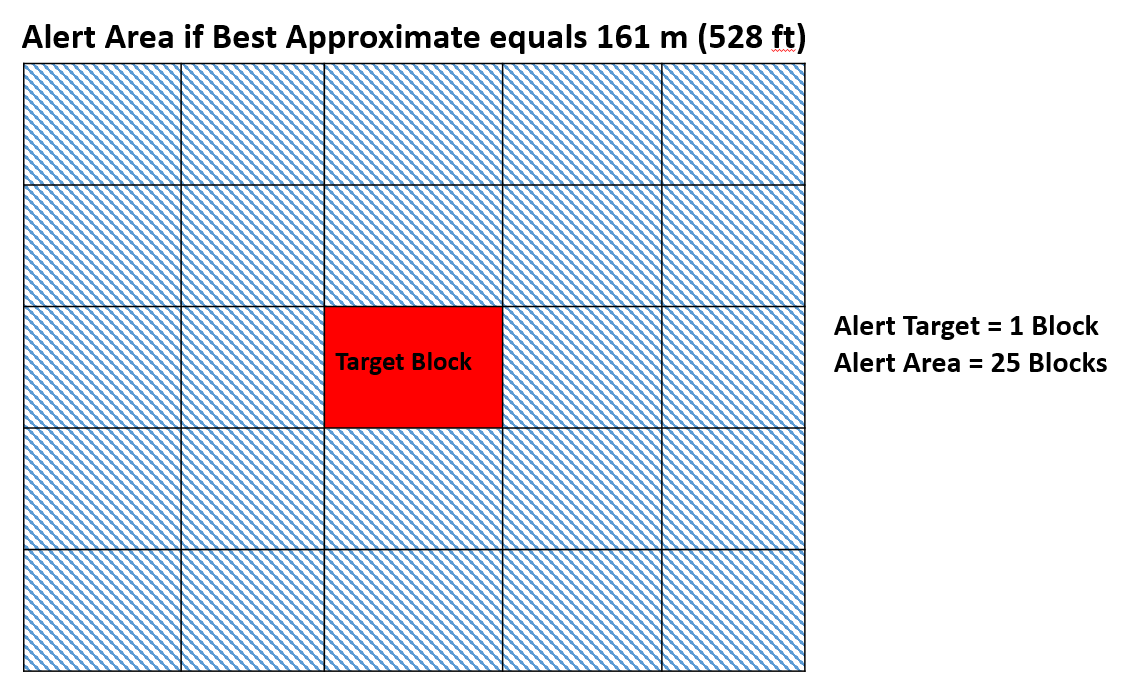 Alert Area if Best Approximate equals 161 m (528 ft)
Target Block
Alert Target = 1 Block
Alert Area = 25 Blocks